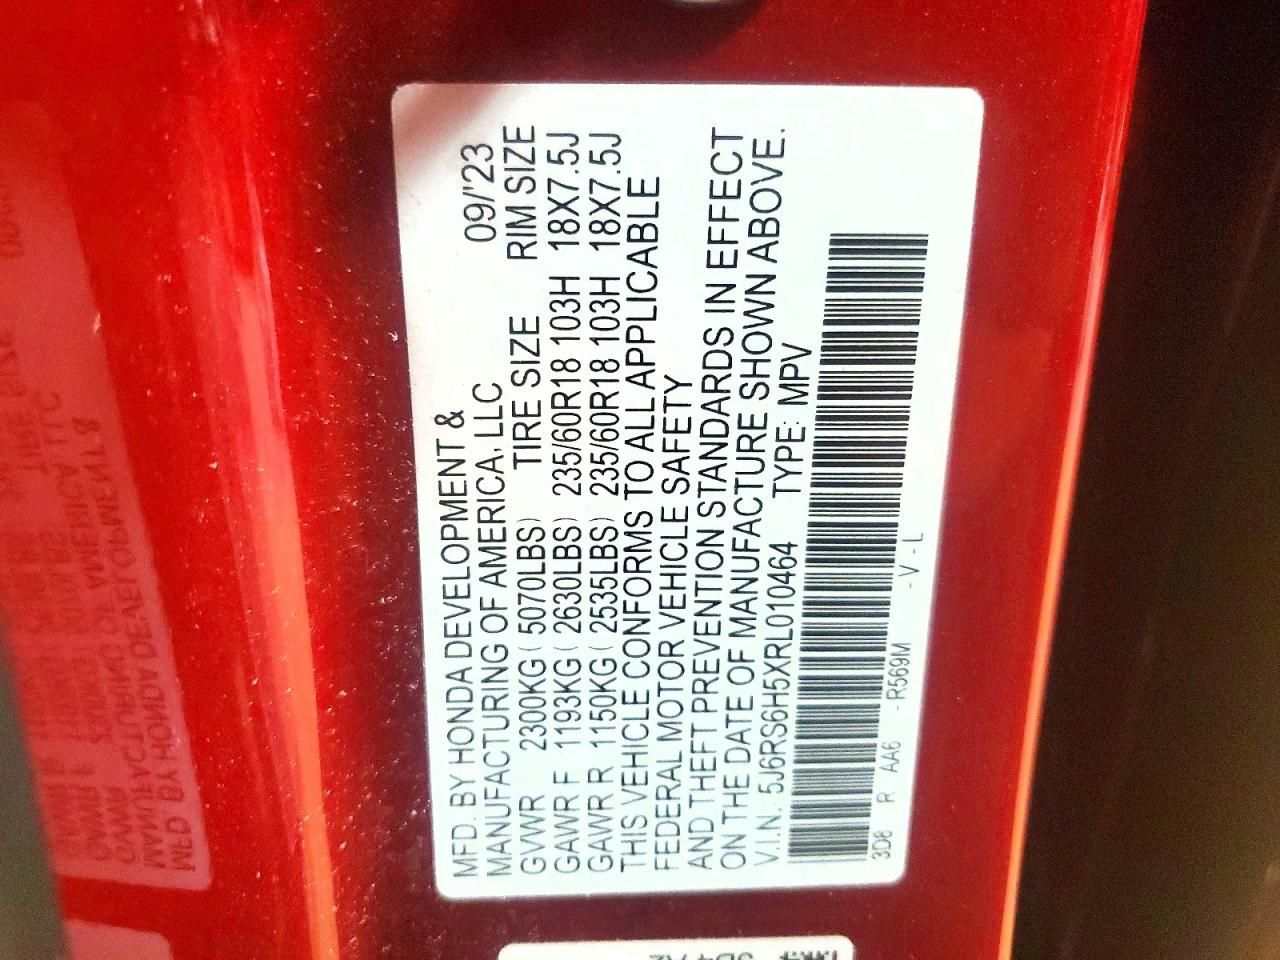 MFD. BY HONDA DEVELOPMENT &
MANUFACTURING OF AMERICA, LLC 09/'23
GVWR 2300KG ( 5070LBS) TIRE SIZE RIM SIZE
GAWR F 1193KG ( 2630LBS) 235/60R18 103H 18X7.5J
GAWR R 1150KG ( 2535LBS) 235/60R18 103H 18X7.5J
THIS VEHICLE CONFORMS TO ALL APPLICABLE
FEDERAL MOTOR VEHICLE SAFETY
AND THEFT PREVENTION STANDARDS IN EFFECT
ON THE DATE OF MANUFACTURE SHOWN ABOVE.
V.I.N.: 5J6RS6H5XRL010464 TYPE: MPV
3D8 R AA6 - R569M - V - L